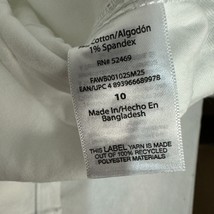 Cotton/Algodón
1% Spandex
RN# 52469
FAWB001025M25
EAN/UPC 4 893966689978
10
Made in/Hecho En
Bangladesh
This LABEL YARN IS MADE
OUT OF 100% RECYCLED
POLYESTER MATERIALS